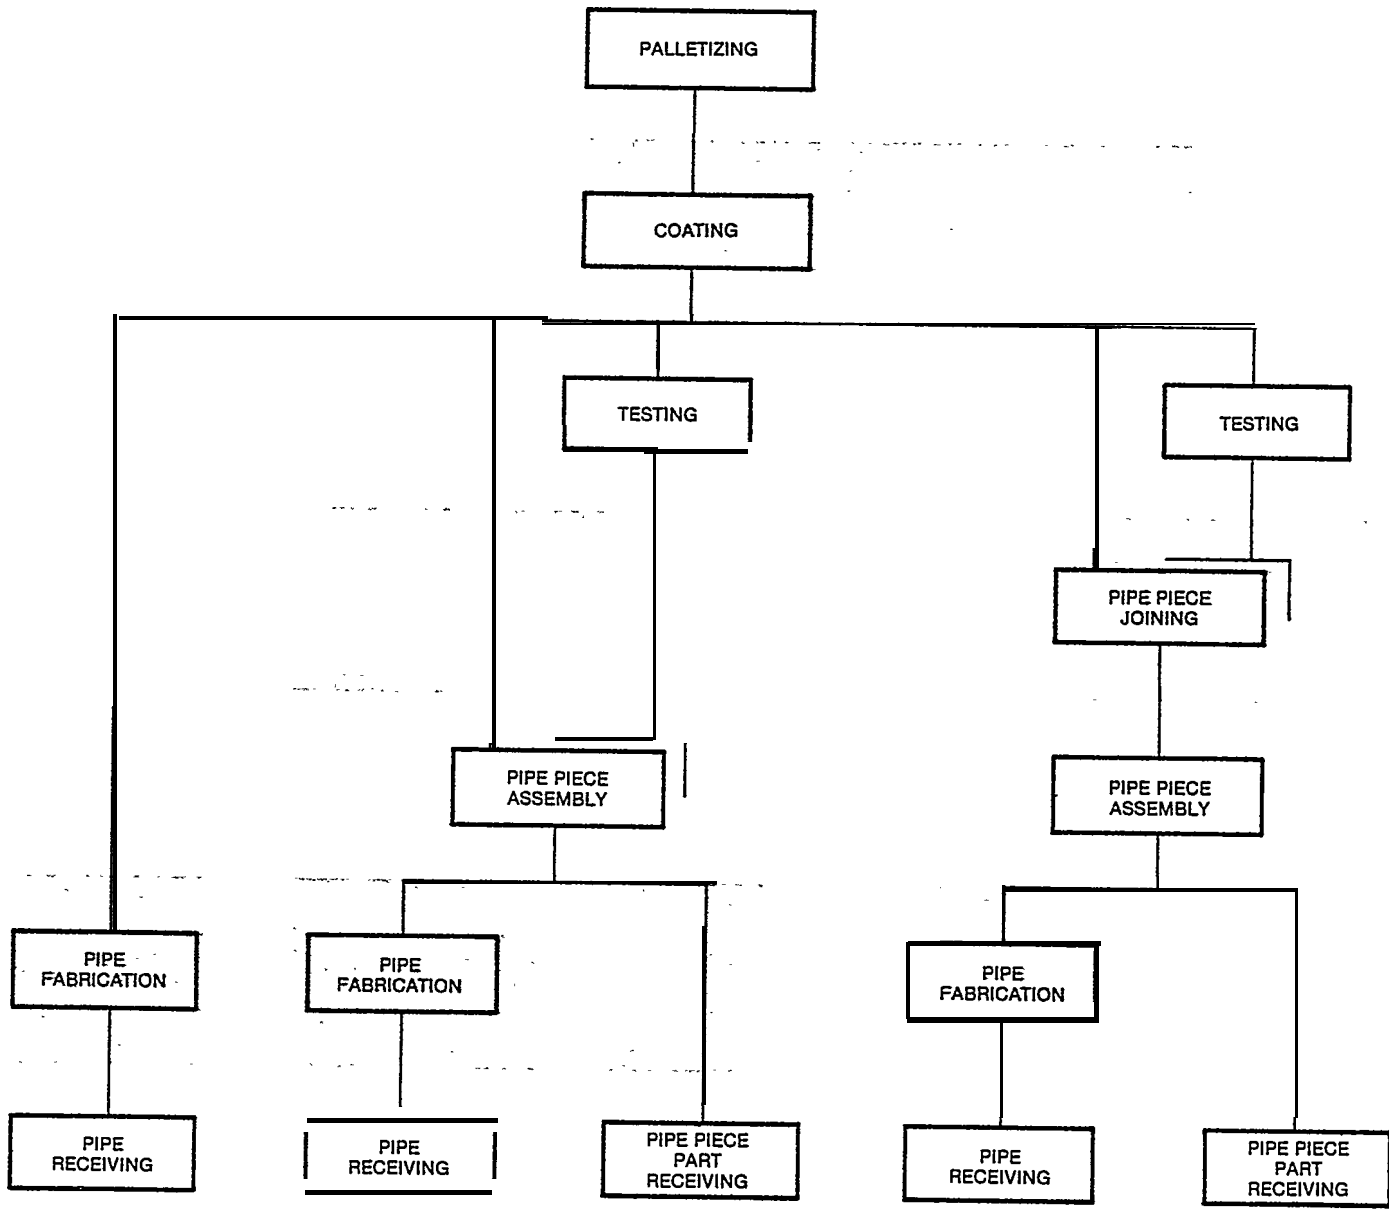 PALLETIZING
COATING
TESTING
TESTING
PIPE PIECE
JOINING
PIPE PIECE
ASSEMBLY
PIPE PIECE
ASSEMBLY
PIPE
FABRICATION
PIPE
FABRICATION
PIPE
FABRICATION
PIPE
RECEIVING
PIPE
RECEIVING
PIPE PIECE
PART
RECEIVING
PIPE
RECEIVING
PIPE PIECE
PART
RECEIVING